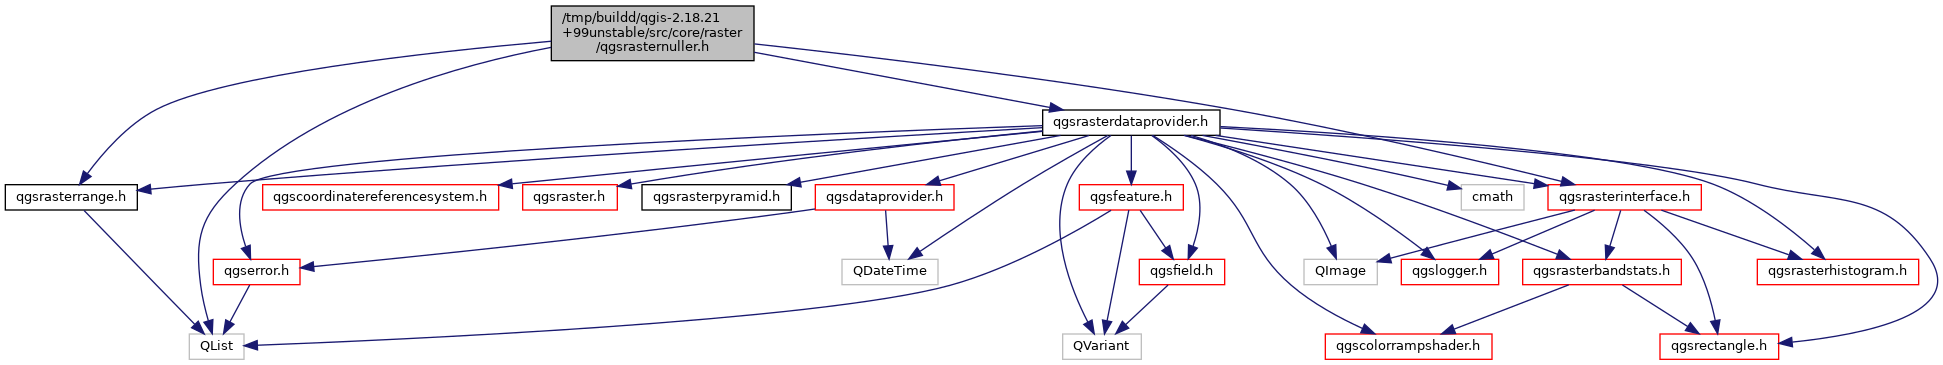 /tmp/buildd/qgis-2.18.21
+99unstable/src/core/raster
/qgsrasternuller.h
qgsrasterdataprovider.h
qgsrasterrange.h
qgscoordinatereferencesystem.h
qgsraster.h
qgsrasterpyramid.h
qgsdataprovider.h
qgsfeature.h
cmath
qgsrasterinterface.h
qgserror.h
QDateTime
qgsfield.h
QImage
qgslogger.h
qgsrasterbandstats.h
qgsrasterhistogram.h
QList
QVariant
qgscolorrampshader.h
qgsrectangle.h